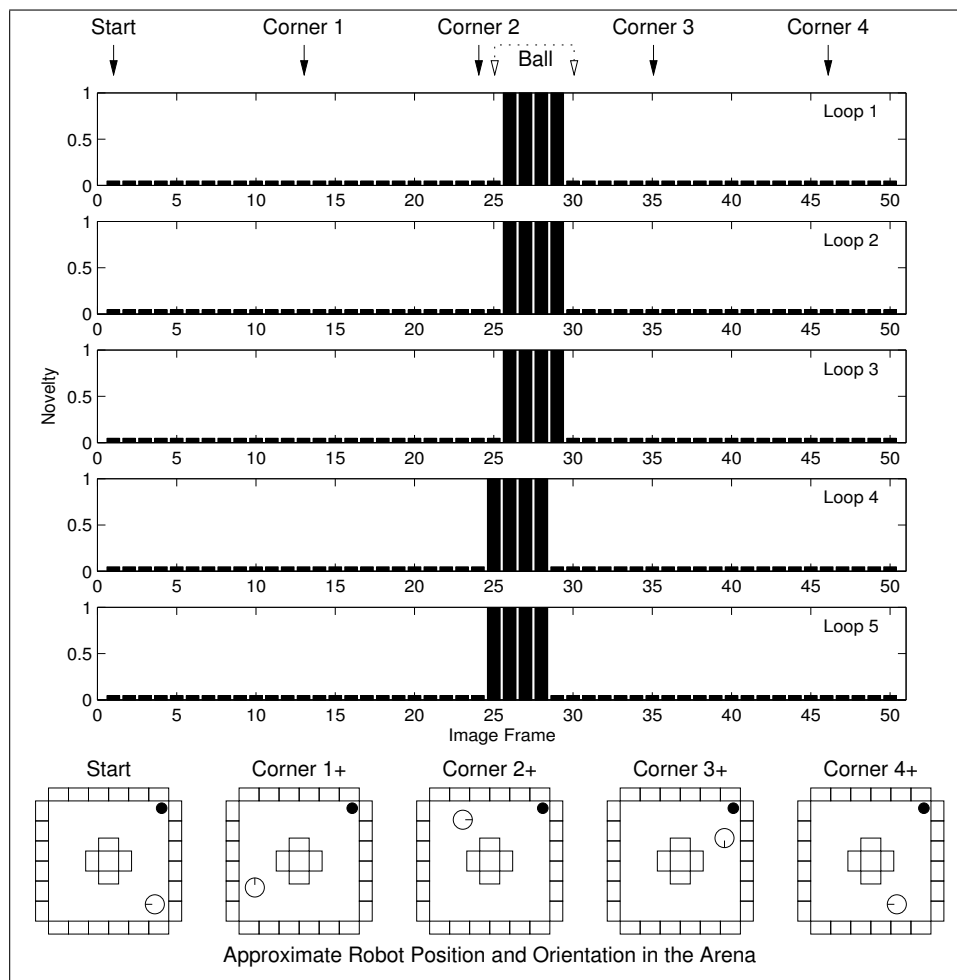 Start Corner 1 Corner 2 Corner 3 Corner 4
Ball
1
0.5
0
Loop 1
0 5 10 15 20 25 30 35 40 45 50
1
0.5
0
Loop 2
0 5 10 15 20 25 30 35 40 45 50
1
0.5
0
Loop 3
Novelty
0 5 10 15 20 25 30 35 40 45 50
1
0.5
0
Loop 4
0 5 10 15 20 25 30 35 40 45 50
1
0.5
0
Loop 5
0 5 10 15 20 25 30 35 40 45 50
Image Frame
Start Corner 1+ Corner 2+ Corner 3+ Corner 4+
Approximate Robot Position and Orientation in the Arena